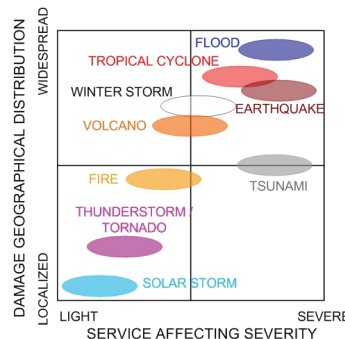 DAMAGE GEOGRAPHICAL DISTRIBUTION
WIDESPREAD
LOCALIZED
FLOOD
TROPICAL CYCLONE
WINTER STORM
EARTHQUAKE
VOLCANO
FIRE
TSUNAMI
THUNDERSTORM /
TORNADO
SOLAR STORM
LIGHT
SEVERE
SERVICE AFFECTING SEVERITY